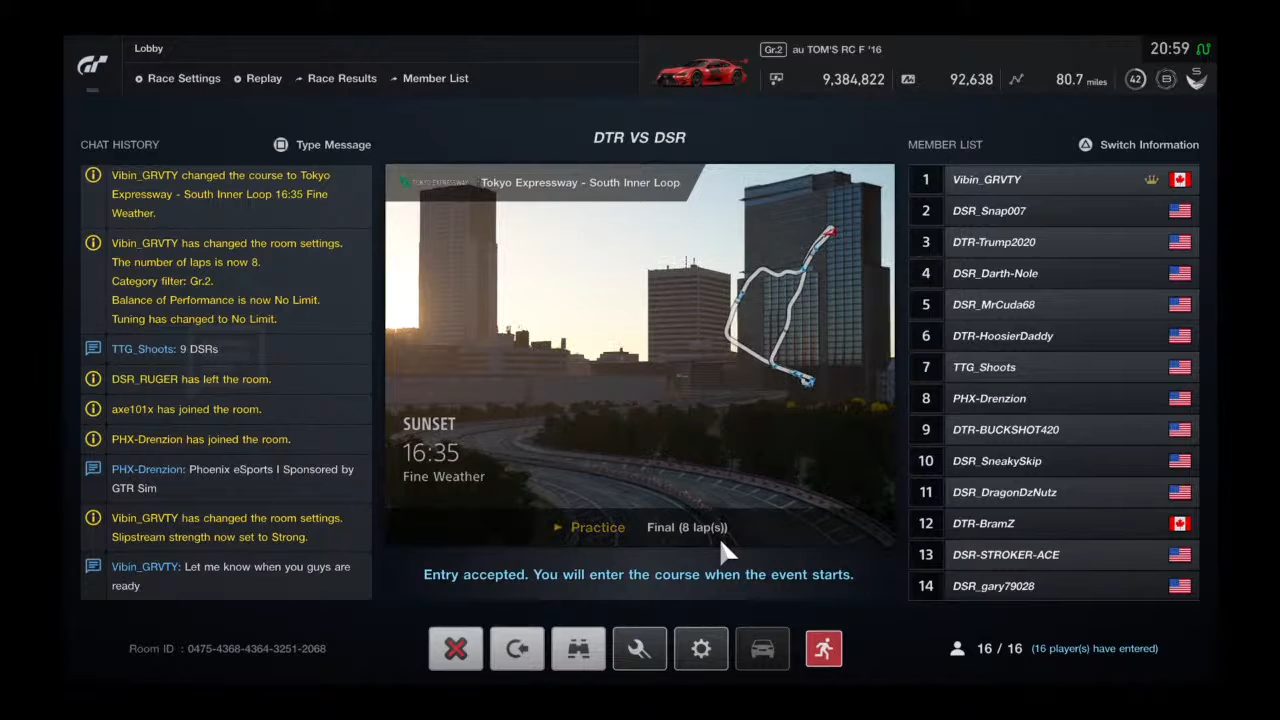 Lobby
Race Settings
Replay
Race Results
Member List
Gr.2
au TOM'S RC F '16
20:59
9,384,822
92,638
80.7 miles
42
B
S
DTR VS DSR
CHAT HISTORY
Type Message
Vibin_GRVTY changed the course to Tokyo
Expressway - South Inner Loop 16:35 Fine
Weather.
Vibin_GRVTY has changed the room settings.
The number of laps is now 8.
Category filter: Gr.2.
Balance of Performance is now No Limit.
Tuning has changed to No Limit.
TTG_Shoots: 9 DSRs
DSR_RUGER has left the room.
axe101x has joined the room.
PHX-Drenzion has joined the room.
PHX-Drenzion: Phoenix eSports I Sponsored by
GTR Sim
Vibin_GRVTY has changed the room settings.
Slipstream strength now set to Strong.
Vibin_GRVTY: Let me know when you guys are
ready
TOKYO EXPRESSWAY
Tokyo Expressway - South Inner Loop
SUNSET
16:35
Fine Weather
Practice
Final (8 lap(s))
Entry accepted. You will enter the course when the event starts.
MEMBER LIST
Switch Information
1 Vibin_GRVTY
2 DSR_Snap007
3 DTR-Trump2020
4 DSR_Darth-Nole
5 DSR_MrCuda68
6 DTR-HoosierDaddy
7 TTG_Shoots
8 PHX-Drenzion
9 DTR-BUCKSHOT420
10 DSR_SneakySkip
11 DSR_DragonDzNutz
12 DTR-BramZ
13 DSR-STROKER-ACE
14 DSR_gary79028
Room ID : 0475-4368-4364-3251-2068
16 / 16 (16 player(s) have entered)